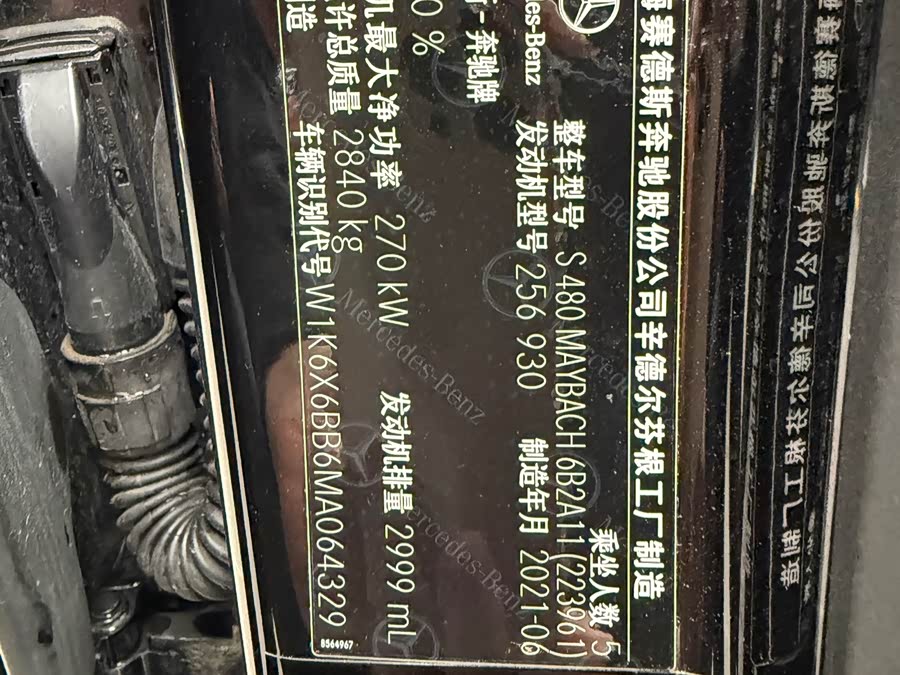 梅赛德斯奔驰股份公司辛德尔芬根工厂制造
乘坐人数 5
Mercedes-Benz
整车型号 S 480 MAYBACH 6B2A11 (223961)
斯-奔驰牌
发动机型号 256 930
制造年月 2021-06
0 %
机最大净功率 270 kW
发动机排量 2999 mL
许总质量 2840 kg
造
车辆识别代号 W1K6X6BB6MA064329
8564967